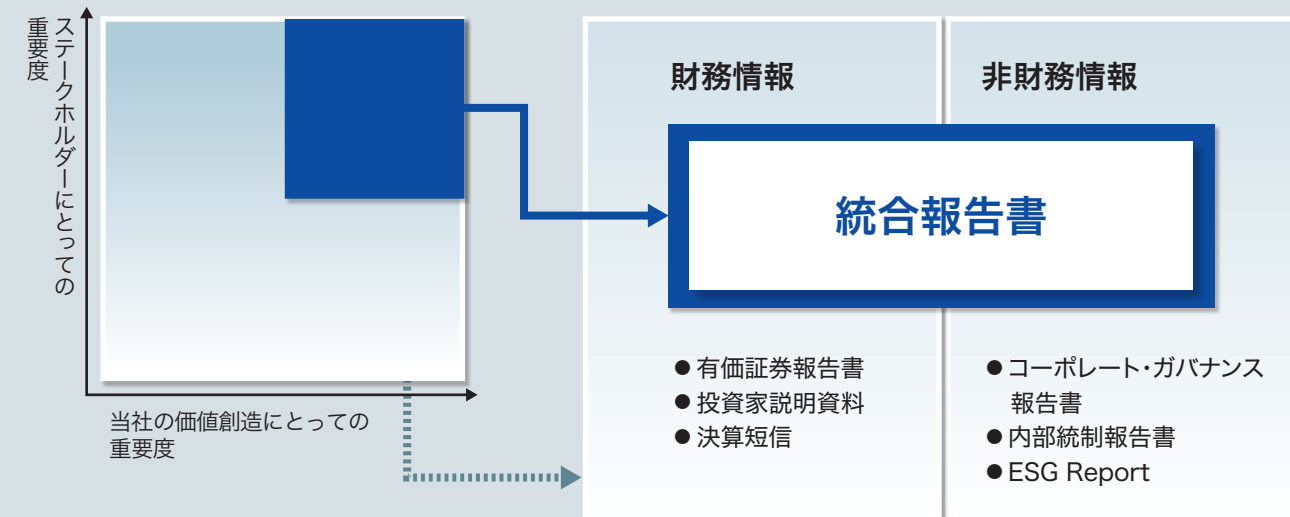 ステークホルダーにとっての
重要度
当社の価値創造にとっての
重要度
財務情報
非財務情報
統合報告書
● 有価証券報告書
● 投資家説明資料
● 決算短信
● コーポレート・ガバナンス
報告書
● 内部統制報告書
● ESG Report